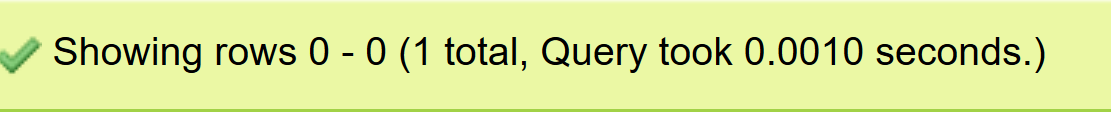 Showing rows 0 - 0 (1 total, Query took 0.0010 seconds.)